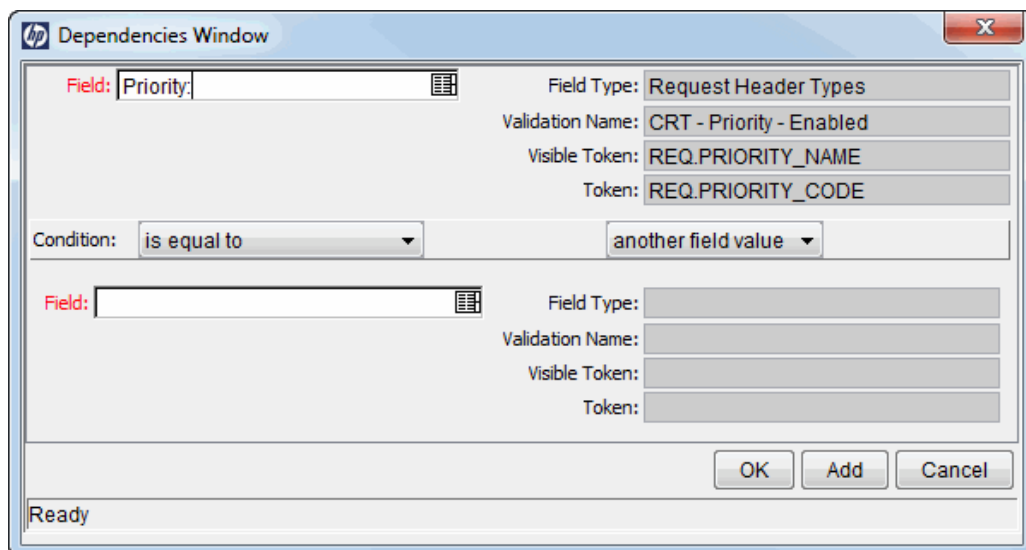 hp Dependencies Window
Field: Priority: Field Type: Request Header Types
Validation Name: CRT - Priority - Enabled
Visible Token: REQ.PRIORITY_NAME
Token: REQ.PRIORITY_CODE
Condition: is equal to another field value
Field: Field Type:
Validation Name:
Visible Token:
Token:
OK Add Cancel
Ready